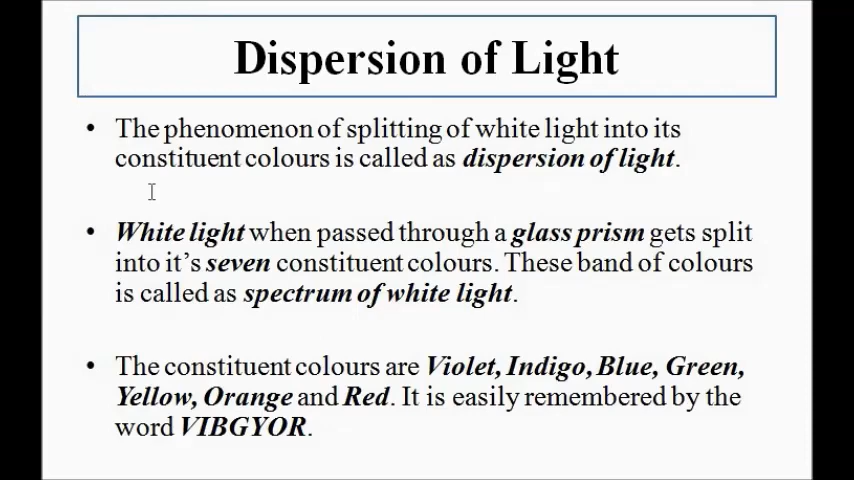 Dispersion of Light
• The phenomenon of splitting of white light into its
constituent colours is called as dispersion of light.
• White light when passed through a glass prism gets split
into it's seven constituent colours. These band of colours
is called as spectrum of white light.
• The constituent colours are Violet, Indigo, Blue, Green,
Yellow, Orange and Red. It is easily remembered by the
word VIBGYOR.